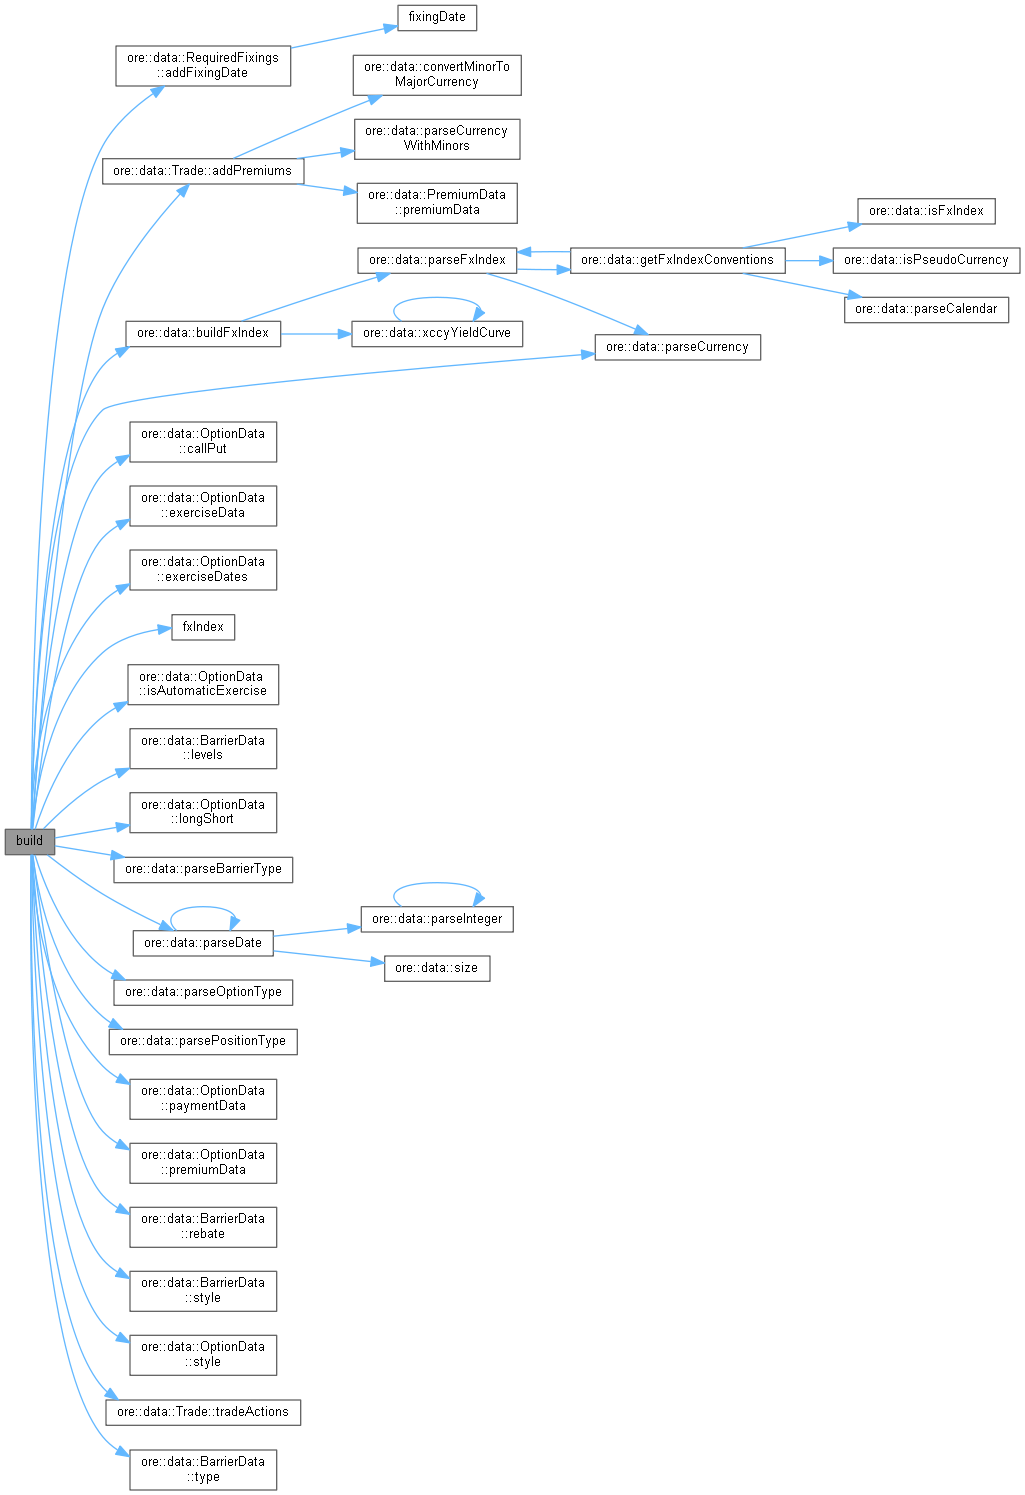 fixingDate
ore::data::RequiredFixings
::addFixingDate
ore::data::convertMinorTo
MajorCurrency
ore::data::parseCurrency
WithMinors
ore::data::Trade::addPremiums
ore::data::PremiumData
::premiumData
ore::data::isFxIndex
ore::data::parseFxIndex
ore::data::getFxIndexConventions
ore::data::isPseudoCurrency
ore::data::parseCalendar
ore::data::buildFxIndex
ore::data::xccyYieldCurve
ore::data::parseCurrency
ore::data::OptionData
::callPut
ore::data::OptionData
::exerciseData
ore::data::OptionData
::exerciseDates
fxIndex
ore::data::OptionData
::isAutomaticExercise
ore::data::BarrierData
::levels
ore::data::OptionData
::longShort
build
ore::data::parseBarrierType
ore::data::parseInteger
ore::data::parseDate
ore::data::size
ore::data::parseOptionType
ore::data::parsePositionType
ore::data::OptionData
::paymentData
ore::data::OptionData
::premiumData
ore::data::BarrierData
::rebate
ore::data::BarrierData
::style
ore::data::OptionData
::style
ore::data::Trade::tradeActions
ore::data::BarrierData
::type